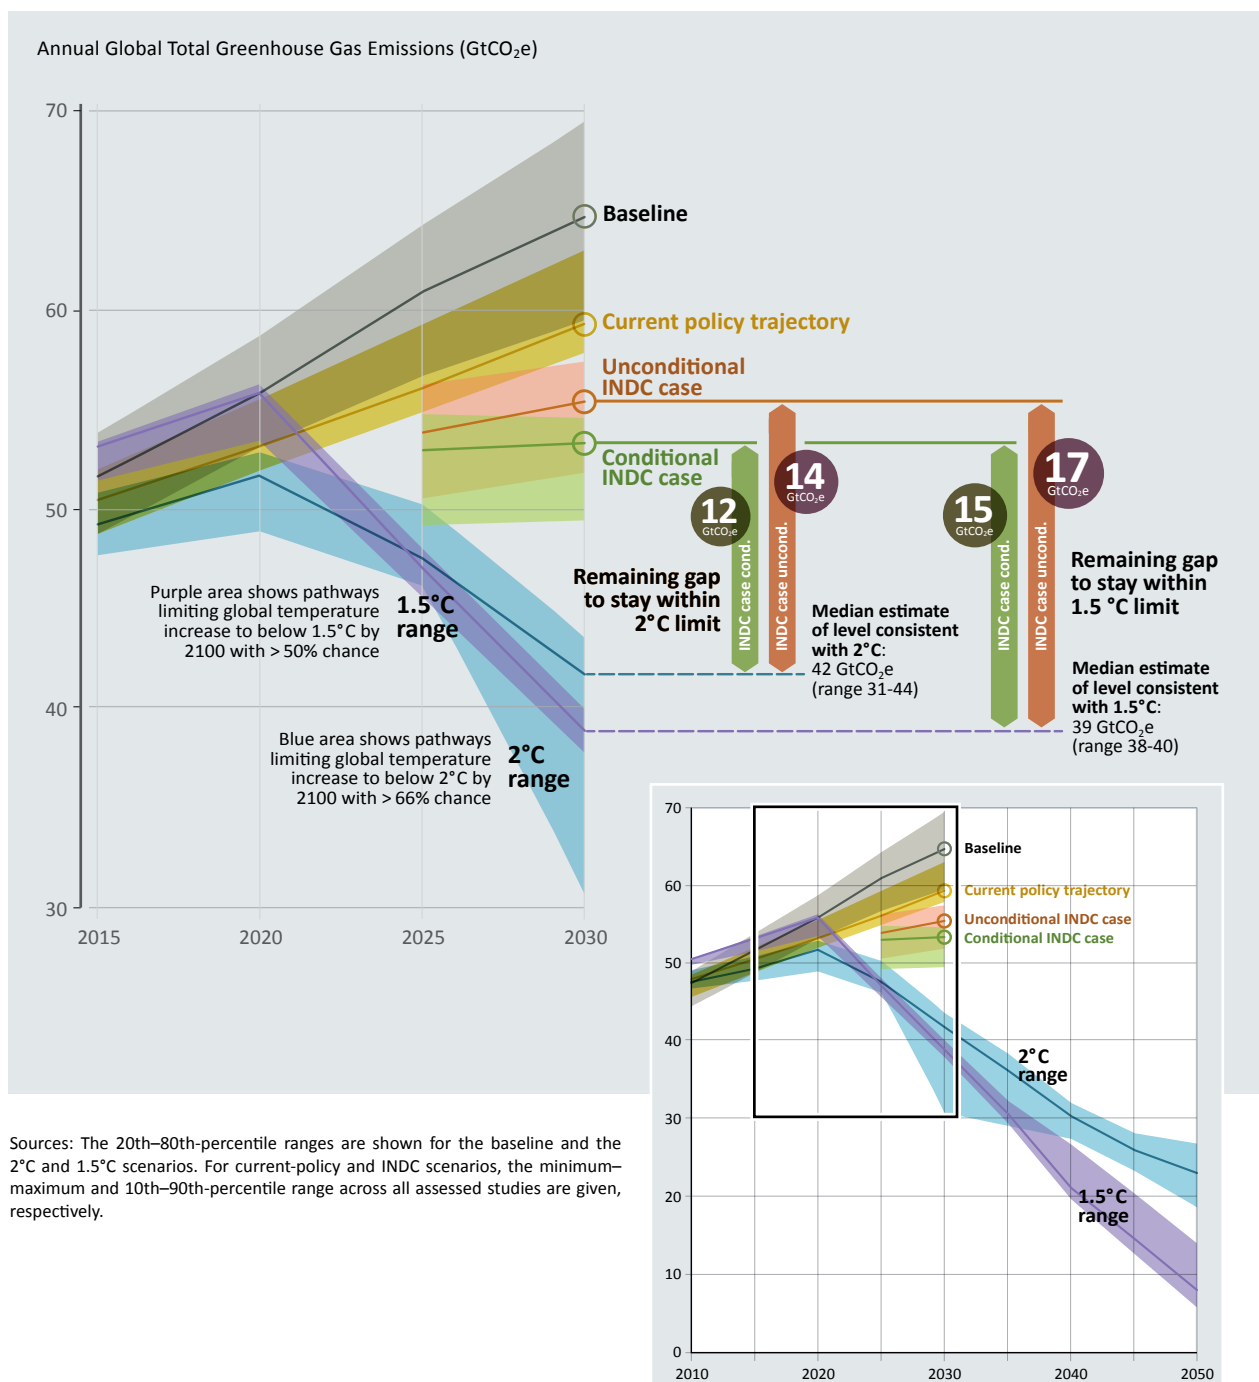 Annual Global Total Greenhouse Gas Emissions (GtCO₂e)
70
60
50
40
30
2015
2020
2025
2030
Baseline
Current policy trajectory
Unconditional
INDC case
Conditional
INDC case
12
GtCO₂e
14
GtCO₂e
15
GtCO₂e
17
GtCO₂e
INDC case cond.
INDC case uncond.
INDC case cond.
INDC case uncond.
Remaining gap
to stay within
2°C limit
Remaining gap
to stay within
1.5 °C limit
Purple area shows pathways
limiting global temperature
increase to below 1.5°C by
2100 with > 50% chance
1.5°C
range
Median estimate
of level consistent
with 2°C:
42 GtCO₂e
(range 31-44)
Median estimate
of level consistent
with 1.5°C:
39 GtCO₂e
(range 38-40)
Blue area shows pathways
limiting global temperature
increase to below 2°C by
2100 with > 66% chance
2°C
range
70
60
50
40
30
20
10
0
2010
2020
2030
2040
2050
Baseline
Current policy trajectory
Unconditional INDC case
Conditional INDC case
2°C
range
1.5°C
range
Sources: The 20th–80th-percentile ranges are shown for the baseline and the
2°C and 1.5°C scenarios. For current-policy and INDC scenarios, the minimum–
maximum and 10th–90th-percentile range across all assessed studies are given,
respectively.